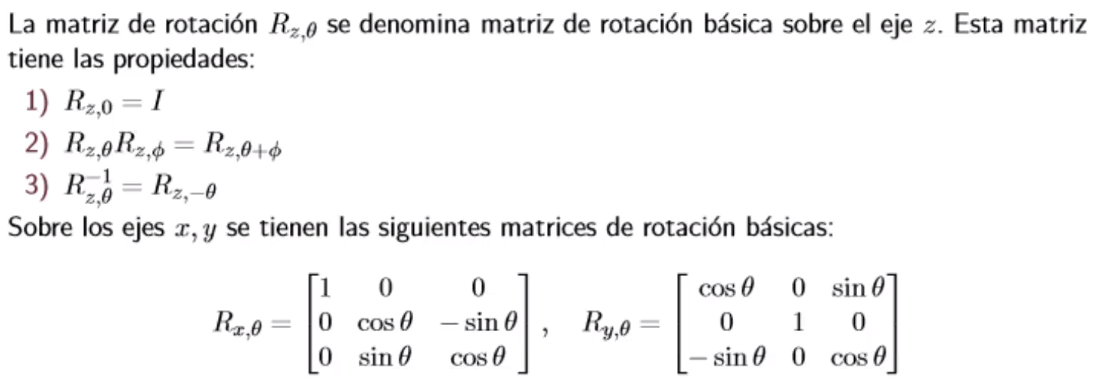 La matriz de rotación R_{z,θ} se denomina matriz de rotación básica sobre el eje z. Esta matriz
tiene las propiedades:
1) R_{z,0} = I
2) R_{z,θ}R_{z,ϕ} = R_{z,θ+ϕ}
3) R_{z,θ}^{-1} = R_{z,−θ}
Sobre los ejes x, y se tienen las siguientes matrices de rotación básicas:
R_{x,θ} = [1 0 0; 0 cos θ − sin θ; 0 sin θ cos θ], R_{y,θ} = [cos θ 0 sin θ; 0 1 0; − sin θ 0 cos θ]